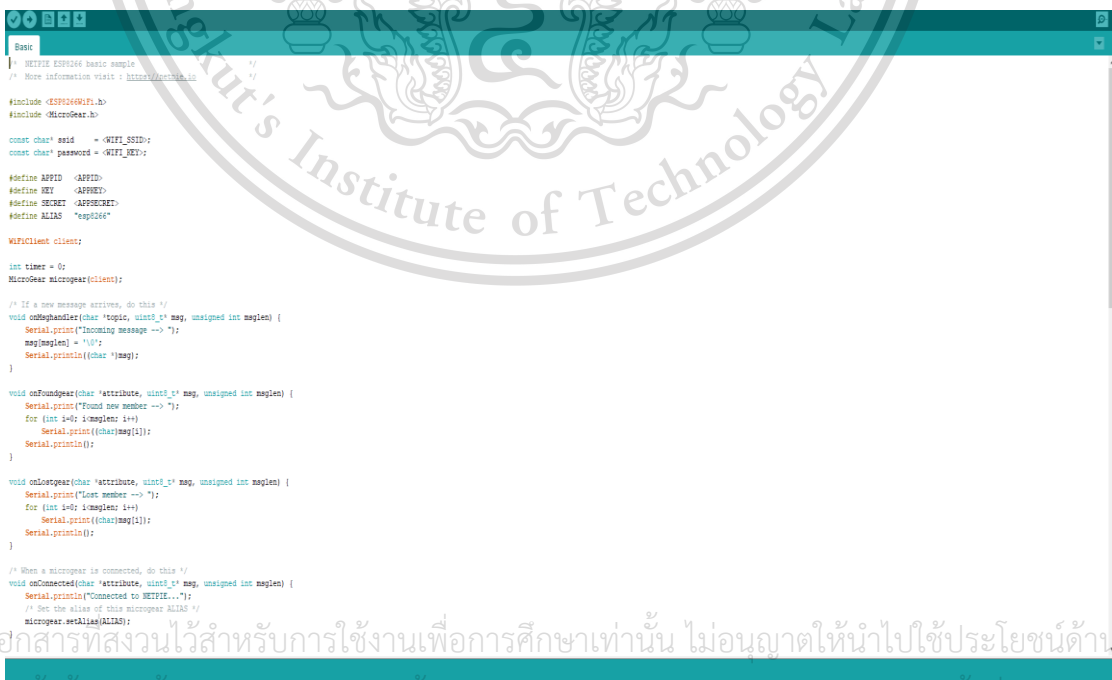 Basic
/* NETPIE ESP8266 basic sample */
/* More information visit : https://netpie.io */
#include <ESP8266WiFi.h>
#include <MicroGear.h>
const char* ssid = <WIFI_SSID>;
const char* password = <WIFI_KEY>;
#define APPID <APPID>
#define KEY <APPKEY>
#define SECRET <APPSECRET>
#define ALIAS "esp8266"
WiFiClient client;
int timer = 0;
MicroGear microgear(client);
/* If a new message arrives, do this */
void onMsghandler(char *topic, uint8_t* msg, unsigned int msglen) {
Serial.print("Incoming message --> ");
msg[msglen] = '\0';
Serial.println((char *)msg);
}
void onFoundgear(char *attribute, uint8_t* msg, unsigned int msglen) {
Serial.print("Found new member --> ");
for (int i=0; i<msglen; i++)
Serial.print((char)msg[i]);
Serial.println();
}
void onLostgear(char *attribute, uint8_t* msg, unsigned int msglen) {
Serial.print("Lost member --> ");
for (int i=0; i<msglen; i++)
Serial.print((char)msg[i]);
Serial.println();
}
/* When a microgear is connected, do this */
void onConnected(char *attribute, uint8_t* msg, unsigned int msglen) {
Serial.println("Connected to NETPIE...");
/* Set the alias of this microgear ALIAS */
microgear.setAlias(ALIAS);
}
gkut's Institute of Technology La
อกสารที่สงวนไว้สำหรับการใช้งานเพื่อการศึกษาเท่านั้น ไม่อนุญาตให้นำไปใช้ประโยชน์ด้าน